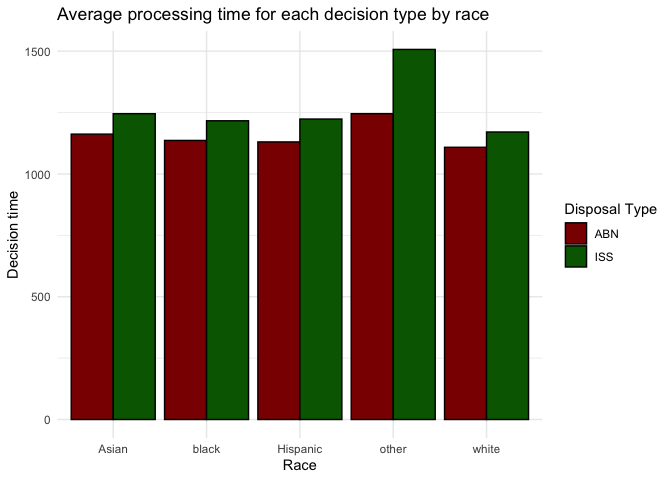 Average processing time for each decision type by race
1500
1000
500
0
Decision time
Asian
black
Hispanic
other
white
Race
Disposal Type
ABN
ISS